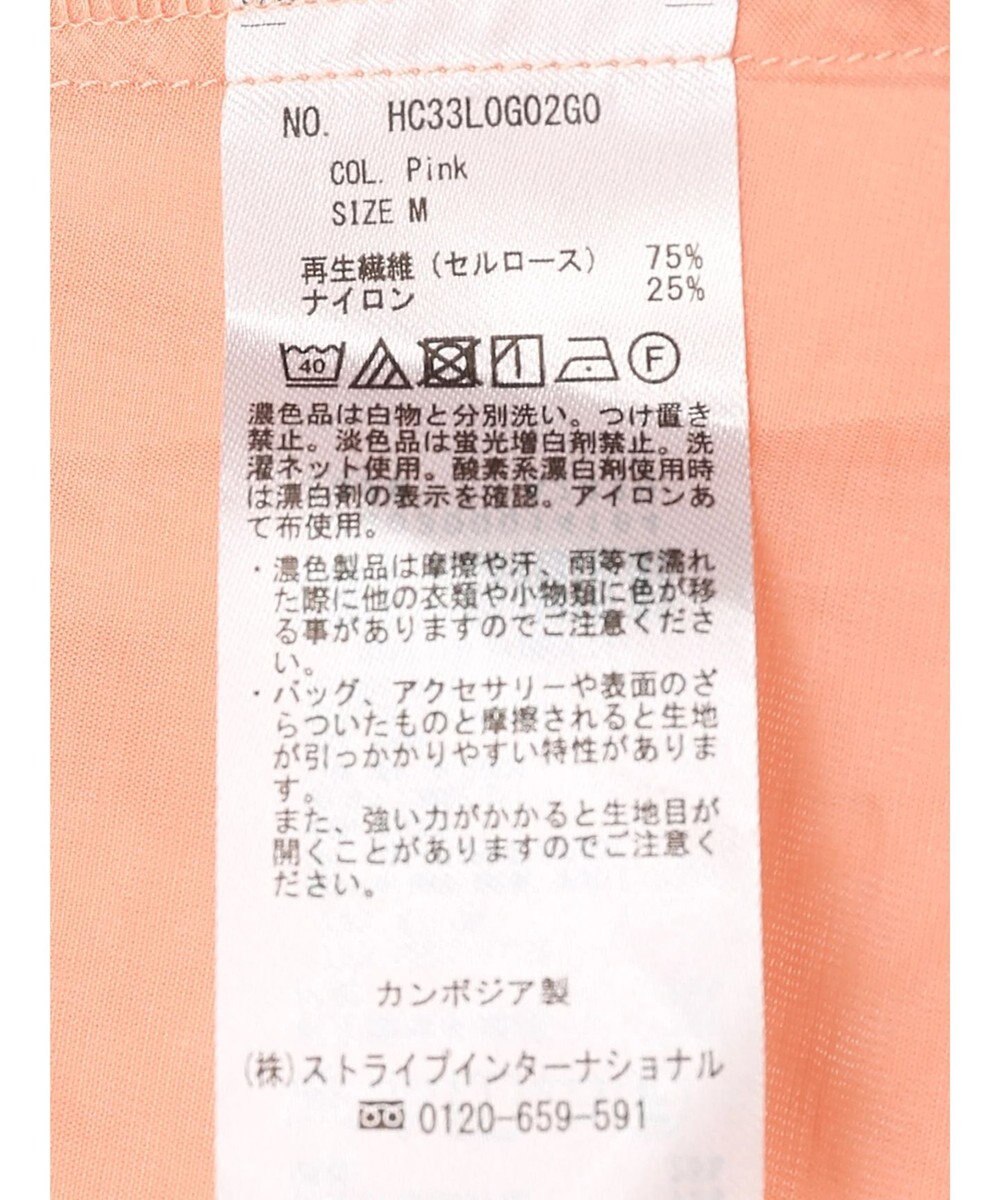 NO. HC33L0G02G0
COL. Pink
SIZE M
再生繊維(セルロース) 75%
ナイロン 25%
40 F
濃色品は白物と分別洗い。つけ置き
禁止。淡色品は蛍光増白剤禁止。洗
濯ネット使用。酸素系漂白剤使用時
は漂白剤の表示を確認。アイロンあ
て布使用。
・濃色製品は摩擦や汗、雨等で濡れ
た際に他の衣類や小物類に色が移
る事がありますのでご注意くださ
い。
・バッグ、アクセサリーや表面のざ
らついたものと摩擦されると生地
が引っかかりやすい特性がありま
す。
また、強い力がかかると生地目が
開くことがありますのでご注意く
ださい。
カンボジア製
(株)ストライプインターナショナル
0120-659-591